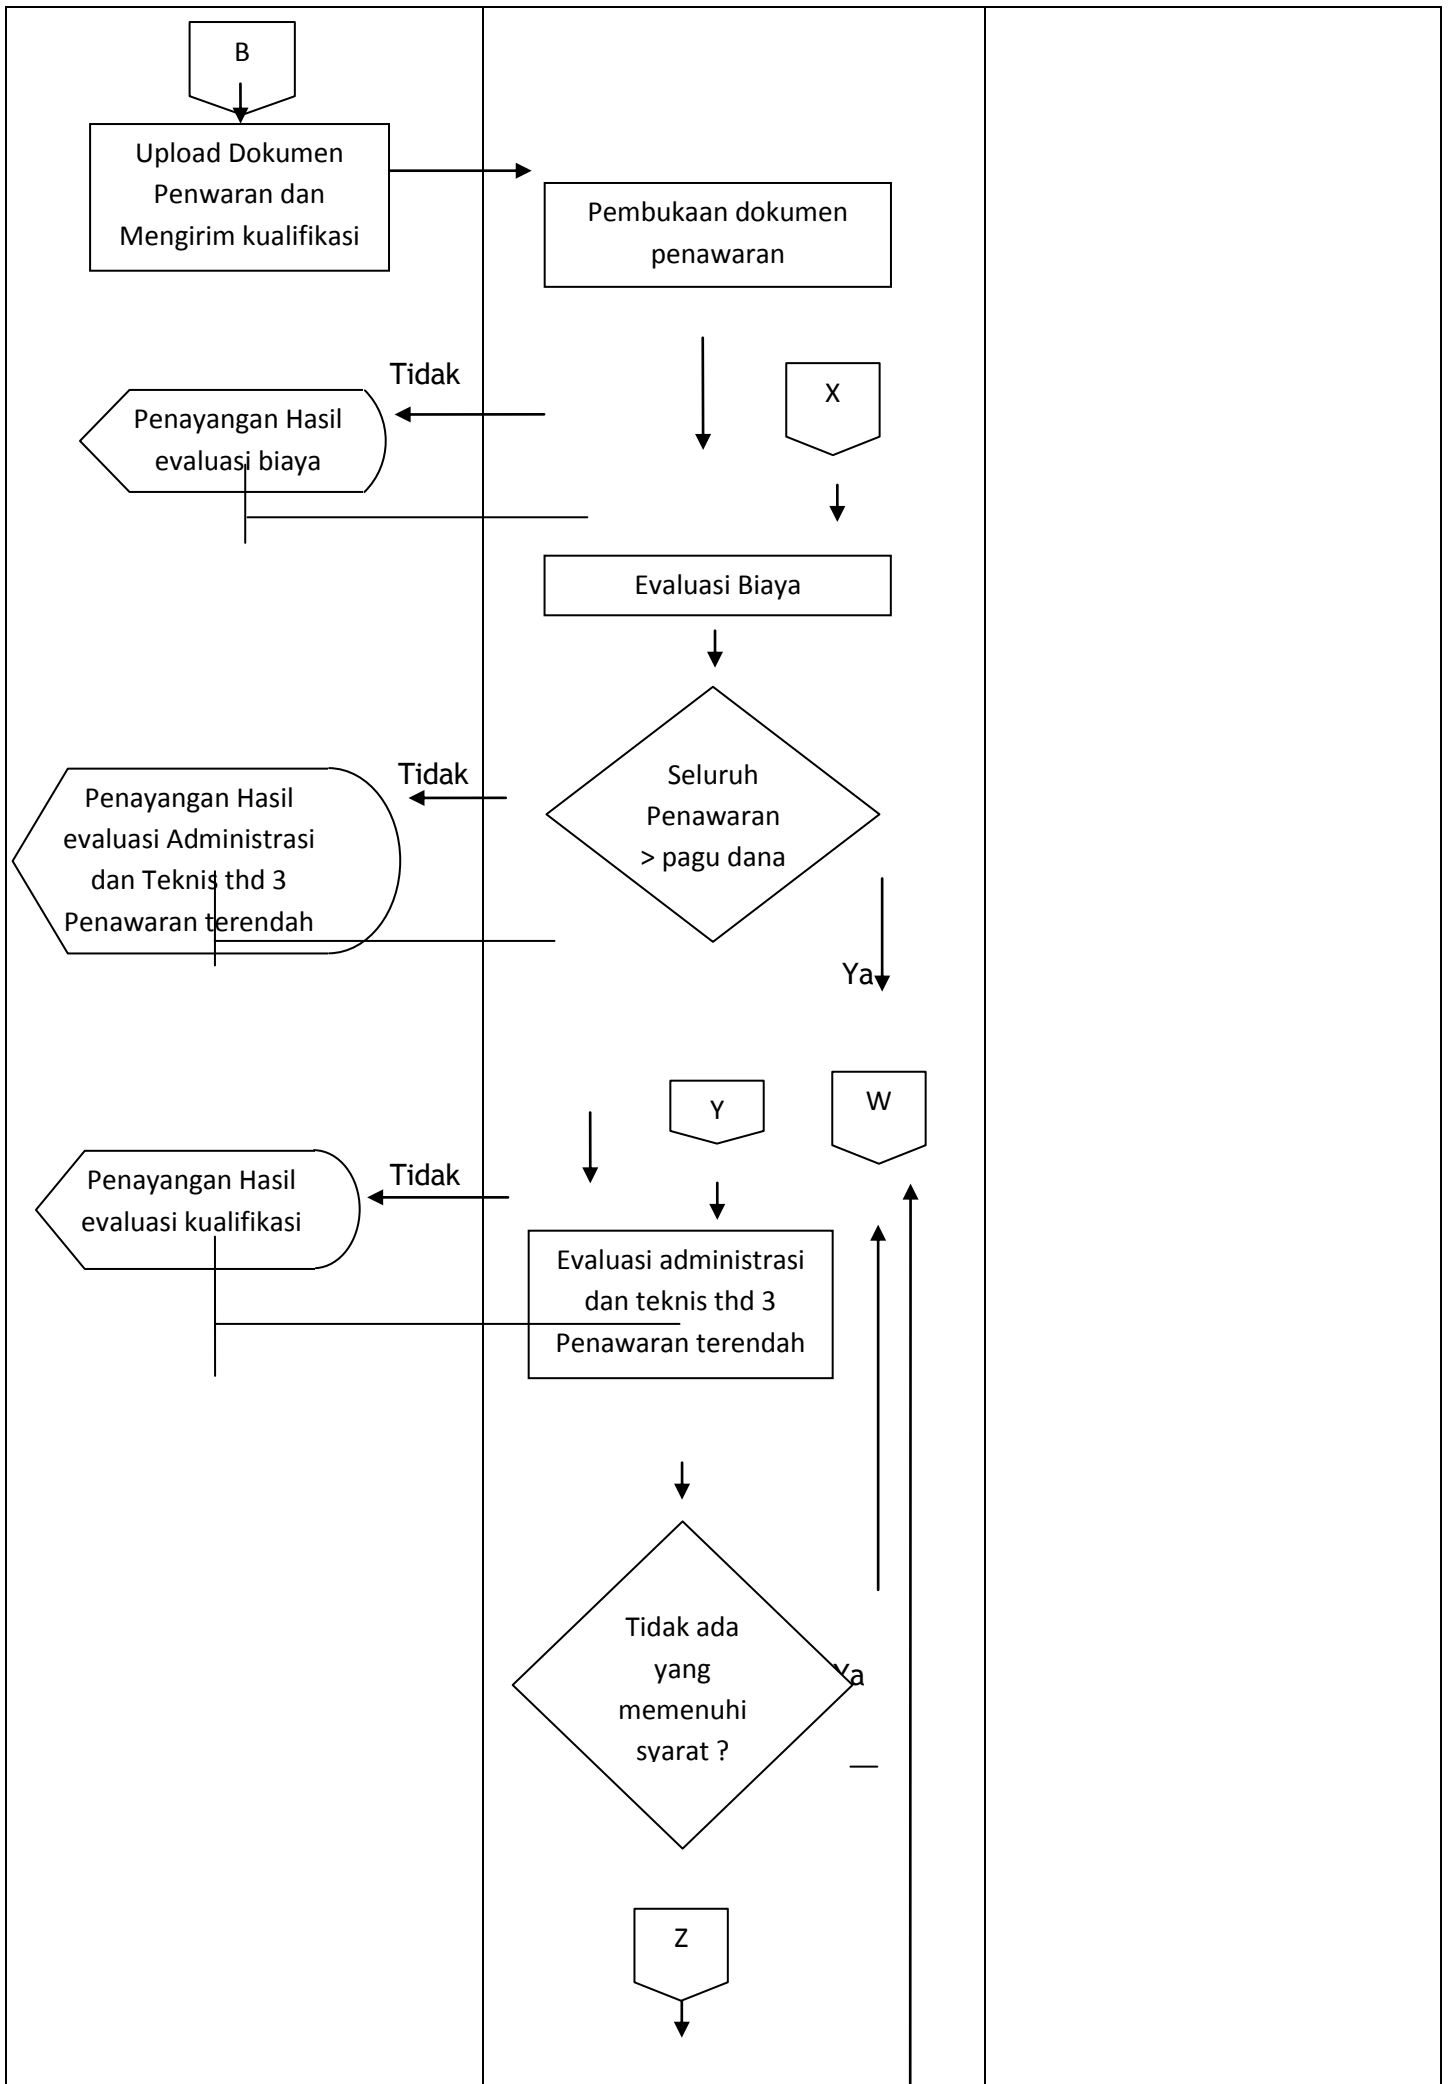 B
Upload Dokumen
Penwaran dan
Mengirim kualifikasi
Pembukaan dokumen
penawaran
Tidak
X
Penayangan Hasil
evaluasi biaya
Evaluasi Biaya
Tidak
Seluruh
Penawaran
> pagu dana
Penayangan Hasil
evaluasi Administrasi
dan Teknis thd 3
Penawaran terendah
Ya
Y
W
Tidak
Penayangan Hasil
evaluasi kualifikasi
Evaluasi administrasi
dan teknis thd 3
Penawaran terendah
Tidak ada
yang
memenuhi
syarat ?
Ya
Z